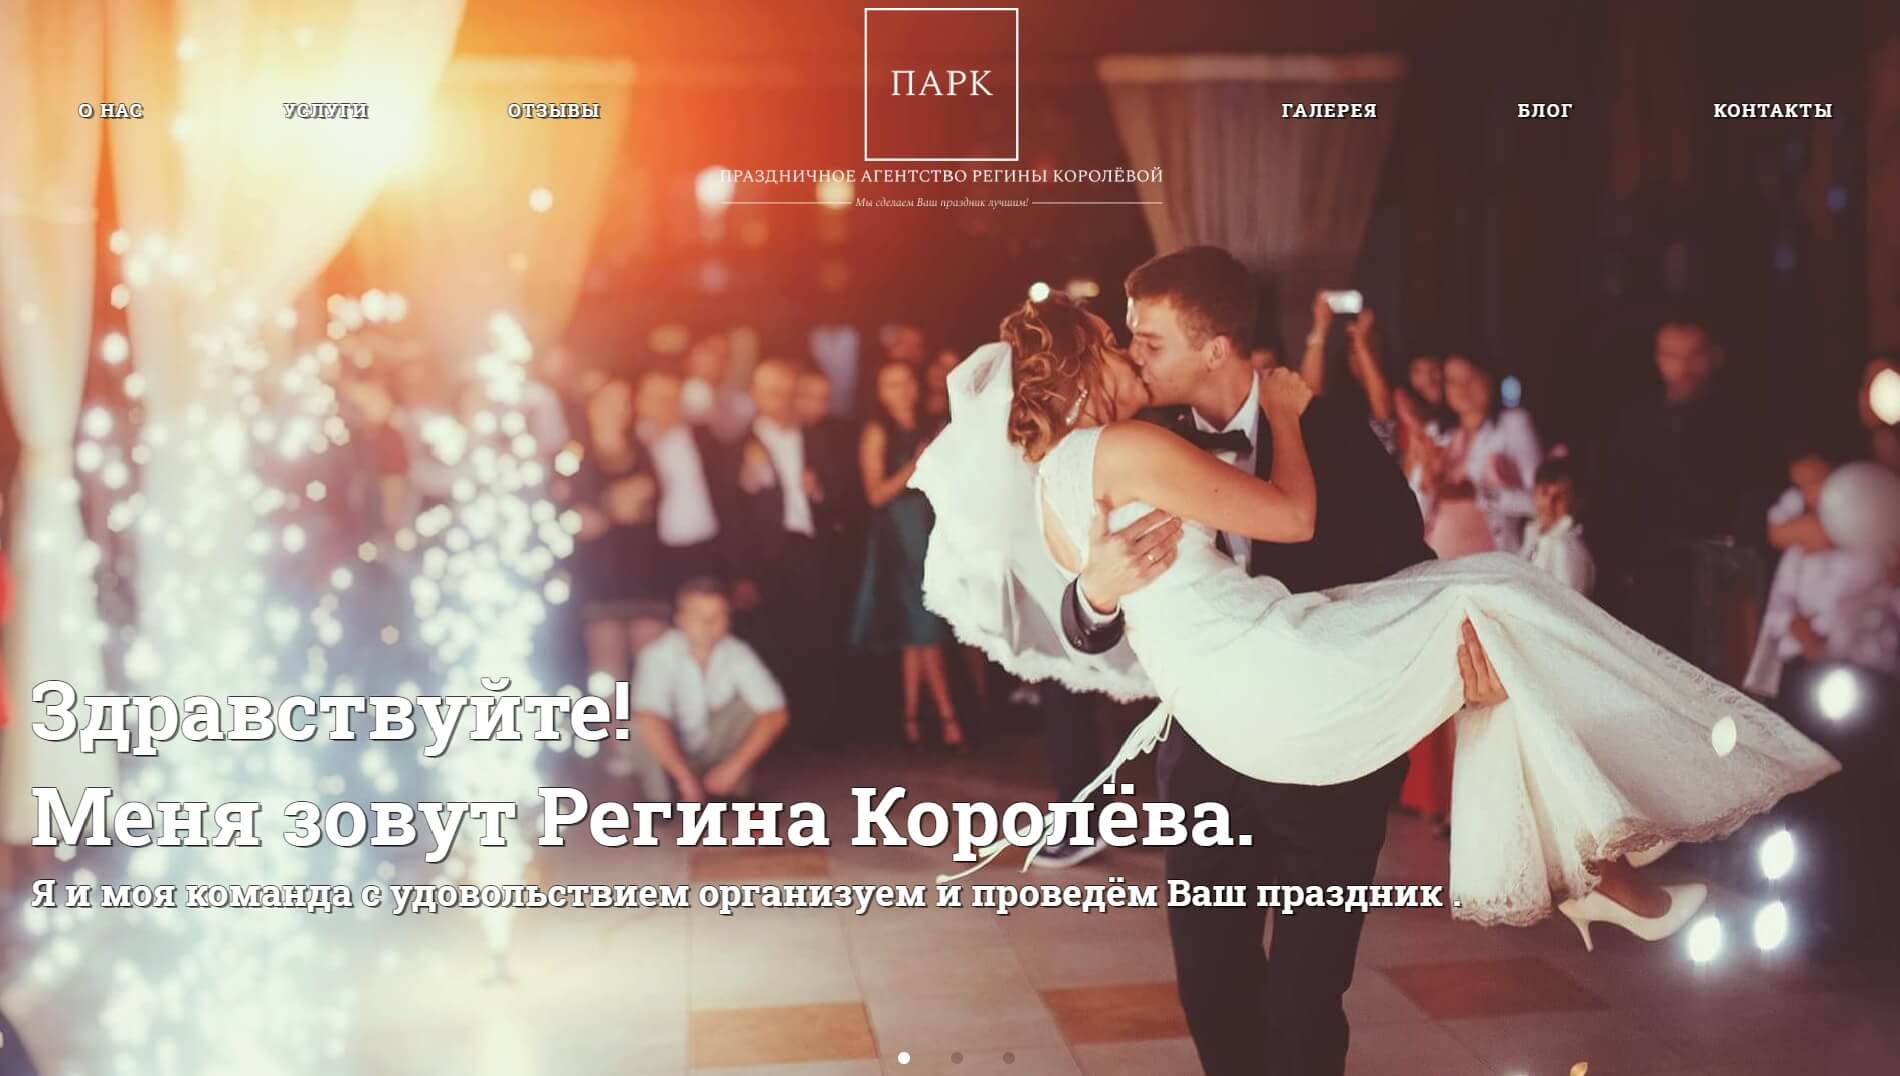 О НАС
УСЛУГИ
ОТЗЫВЫ
ПАРК
ГАЛЕРЕЯ
БЛОГ
КОНТАКТЫ
ПРАЗДНИЧНОЕ АГЕНТСТВО РЕГИНЫ КОРОЛЁВОЙ
Мы сделаем Ваш праздник лучшим!
Здравствуйте!
Меня зовут Регина Королёва.
Я и моя команда с удовольствием организуем и проведём Ваш праздник .